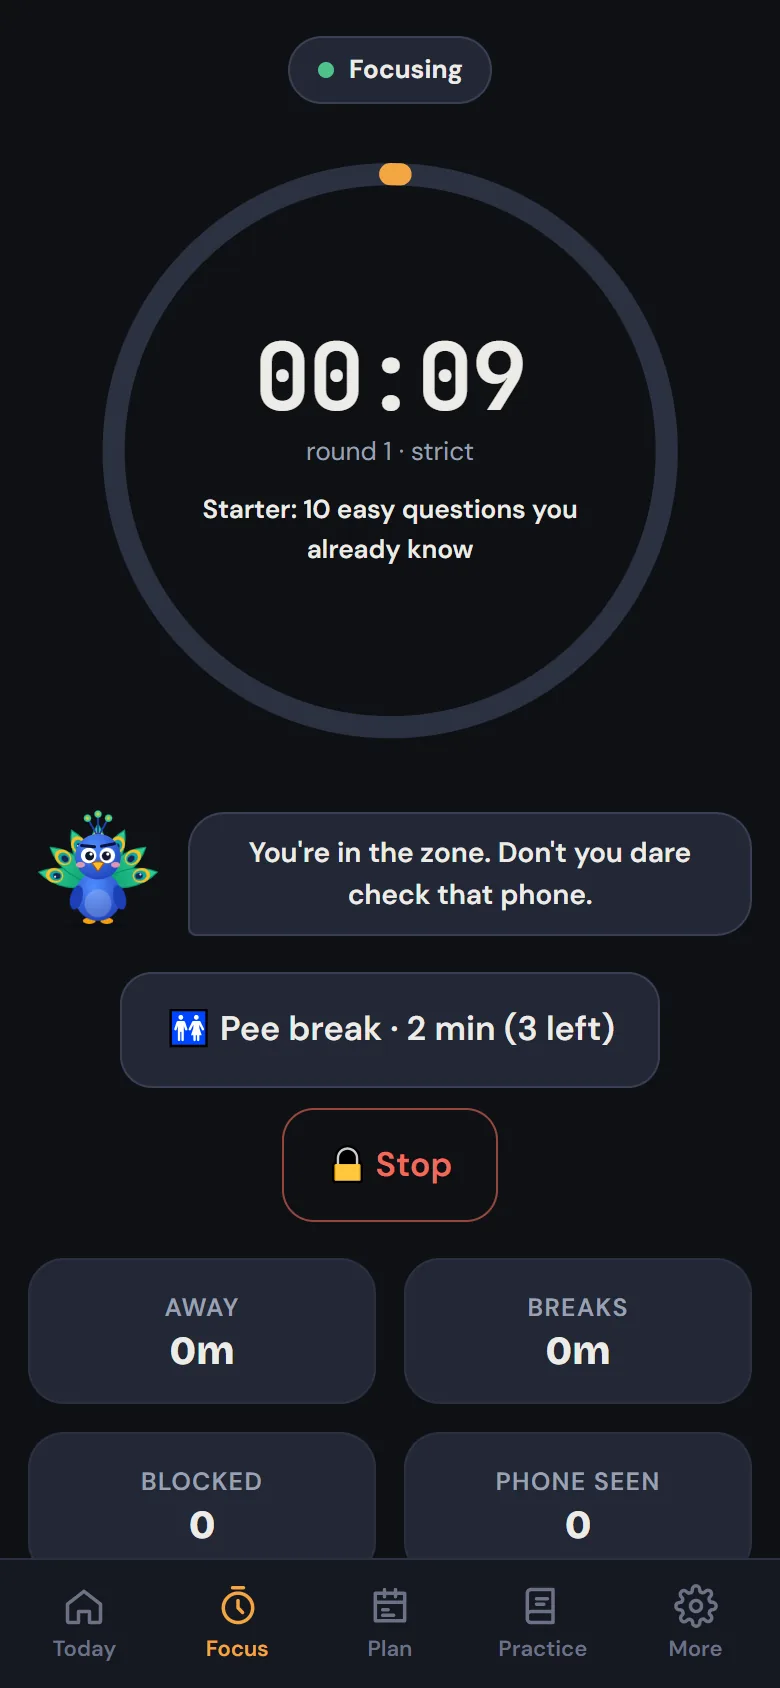 Focusing
00:09
round 1 · strict
Starter: 10 easy questions you
already know
You're in the zone. Don't you dare
check that phone.
🚻 Pee break · 2 min (3 left)
🔒 Stop
AWAY
0m
BREAKS
0m
BLOCKED
0
PHONE SEEN
0
Today
Focus
Plan
Practice
More